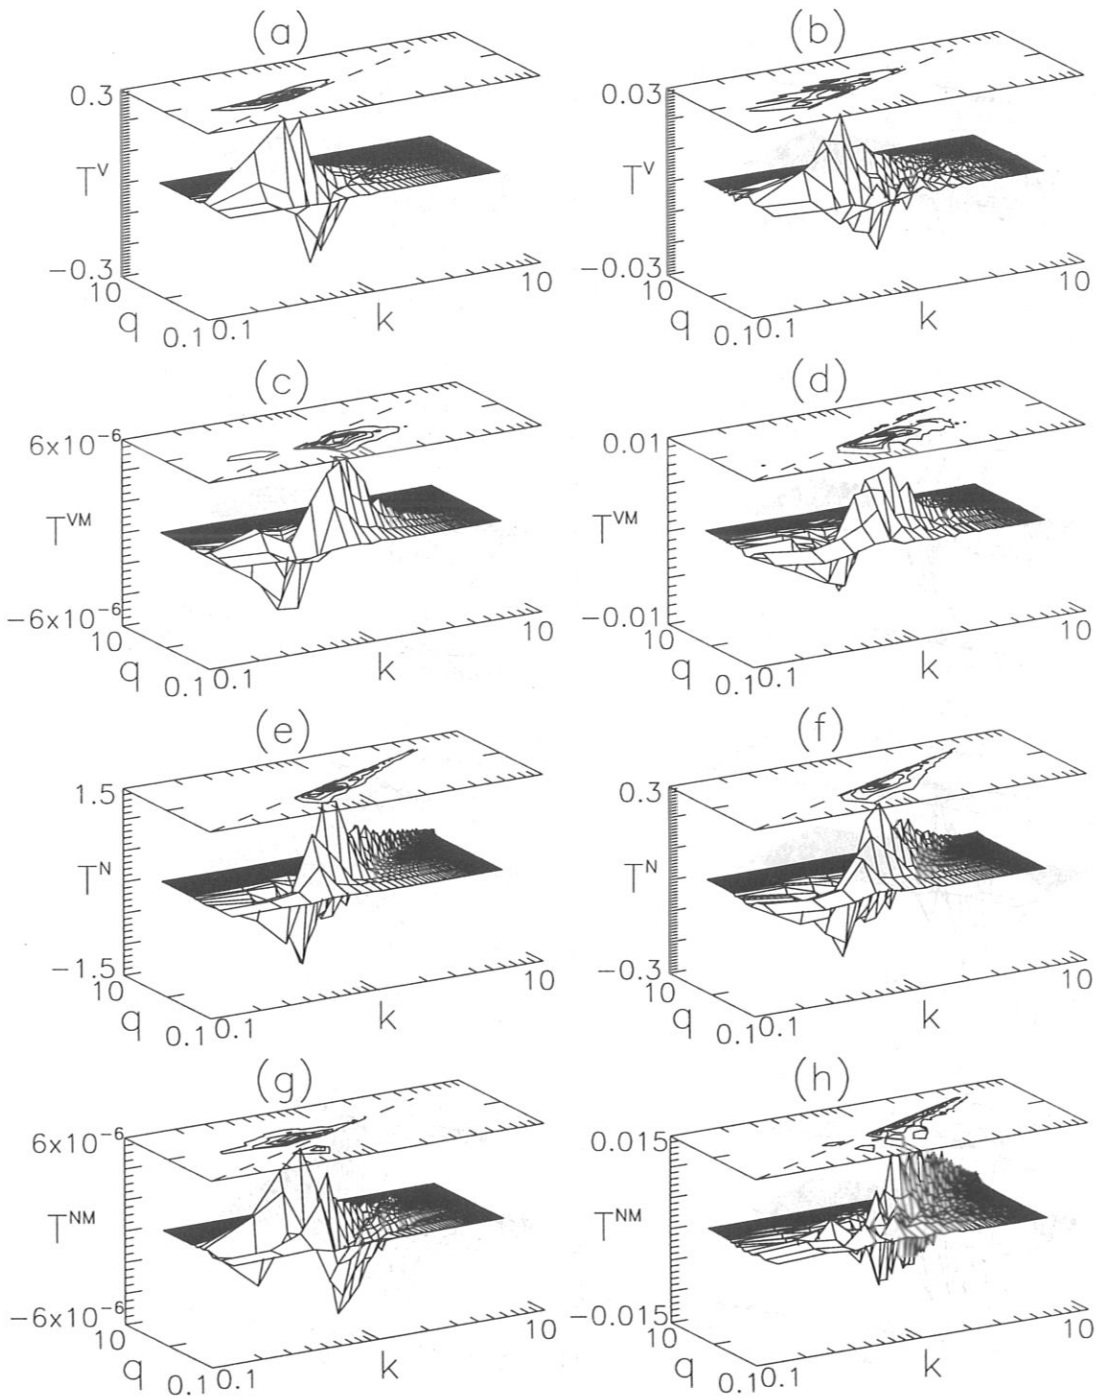 (a)
0.3
T^V
−0.3
10
q
0.1 0.1
k
10
(b)
0.03
T^V
−0.03
10
q
0.1 0.1
k
10
(c)
6x10^-6
T^VM
−6x10^-6
10
q
0.1 0.1
k
10
(d)
0.01
T^VM
−0.01
10
q
0.1 0.1
k
10
(e)
1.5
T^N
−1.5
10
q
0.1 0.1
k
10
(f)
0.3
T^N
−0.3
10
q
0.1 0.1
k
10
(g)
6x10^-6
T^NM
−6x10^-6
10
q
0.1 0.1
k
10
(h)
0.015
T^NM
−0.015
10
q
0.1 0.1
k
10